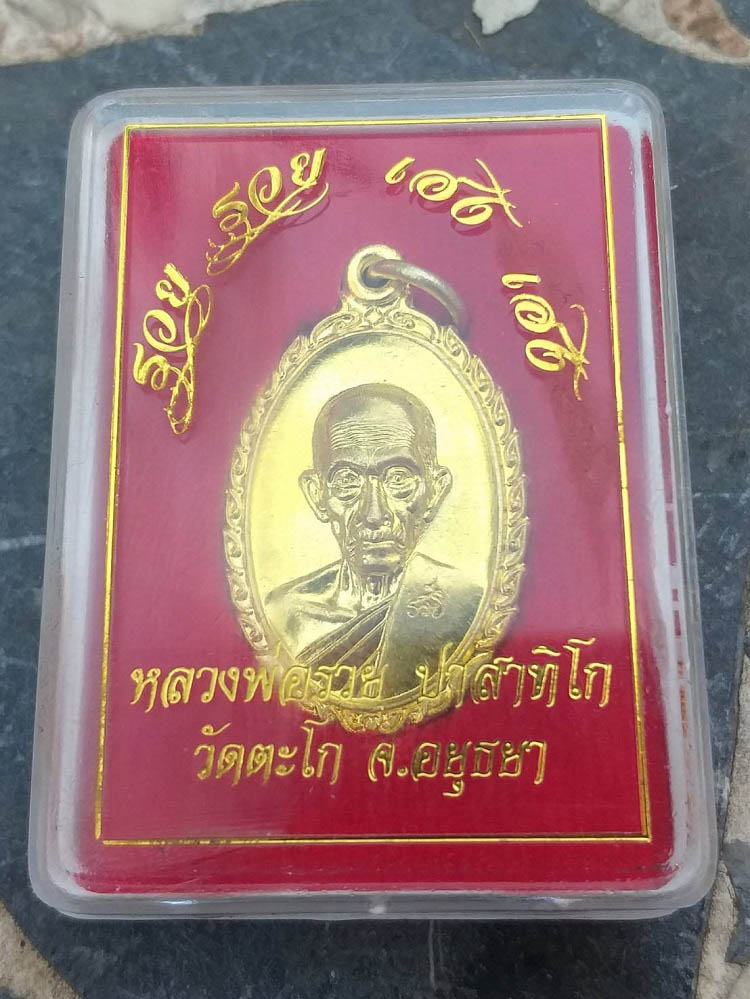 รวย รวย เฮง เฮง
หลวงพ่อรวย ปาสาทิโก
วัดตะโก จ.อยุธยา